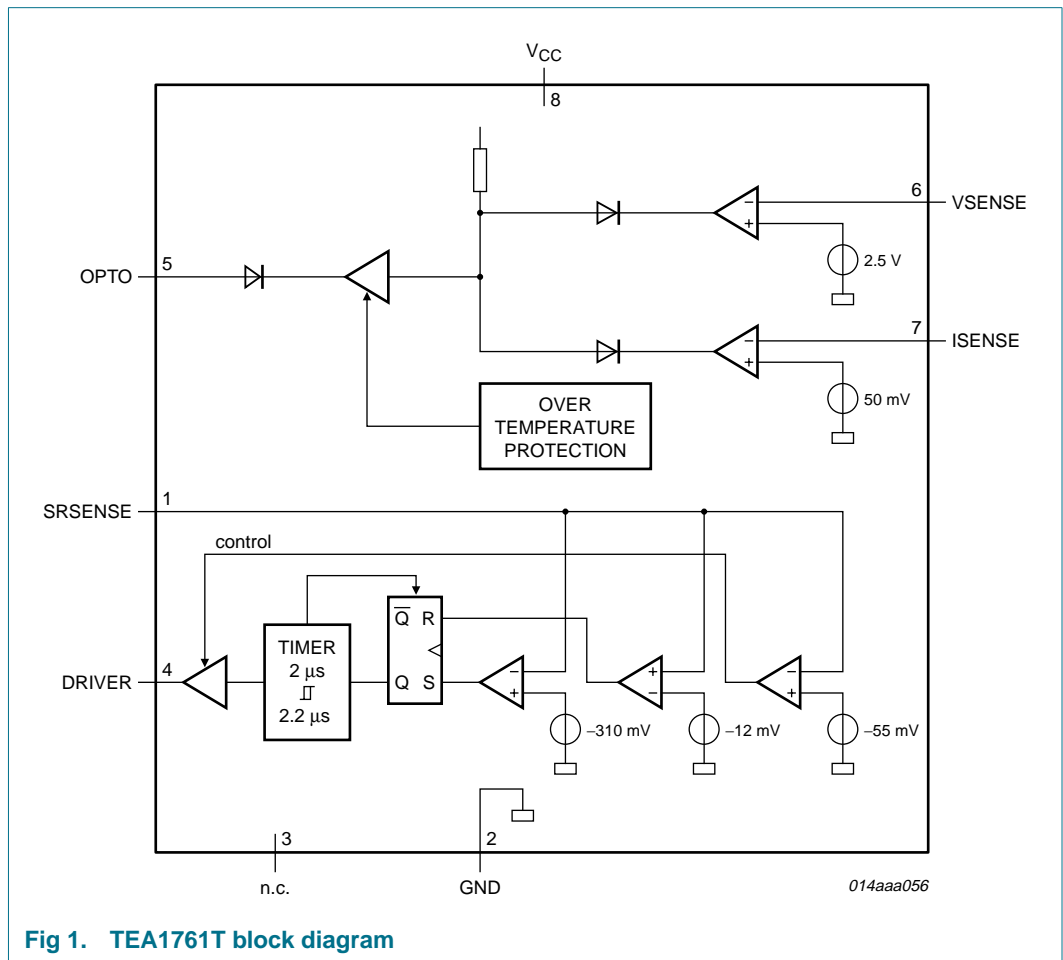 VCC
8
6
VSENSE
5
OPTO
2.5 V
7
ISENSE
50 mV
OVER
TEMPERATURE
PROTECTION
1
SRSENSE
control
Q R
TIMER
2 μs
2.2 μs
4
DRIVER
Q S
−310 mV
−12 mV
−55 mV
3
2
n.c.
GND
014aaa056
Fig 1. TEA1761T block diagram